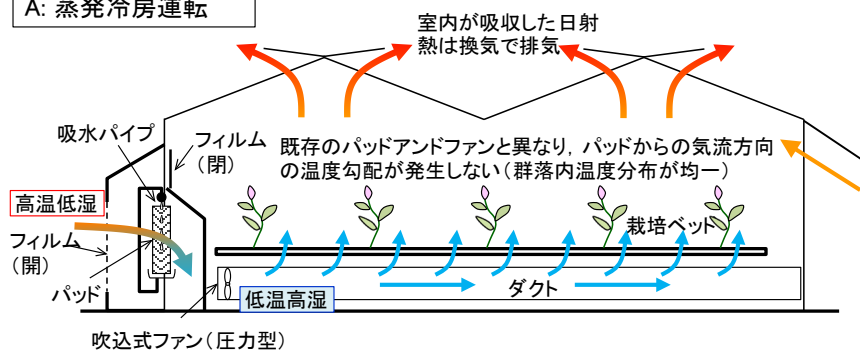 A: 蒸発冷房運転
室内が吸収した日射
熱は換気で排気
吸水パイプ
フィルム
（閉）
既存のパッドアンドファンと異なり，パッドからの気流方向
の温度勾配が発生しない（群落内温度分布が均一）
高温低湿
フィルム
（開）
栽培ベッド
パッド
低温高湿
ダクト
吹込式ファン（圧力型）